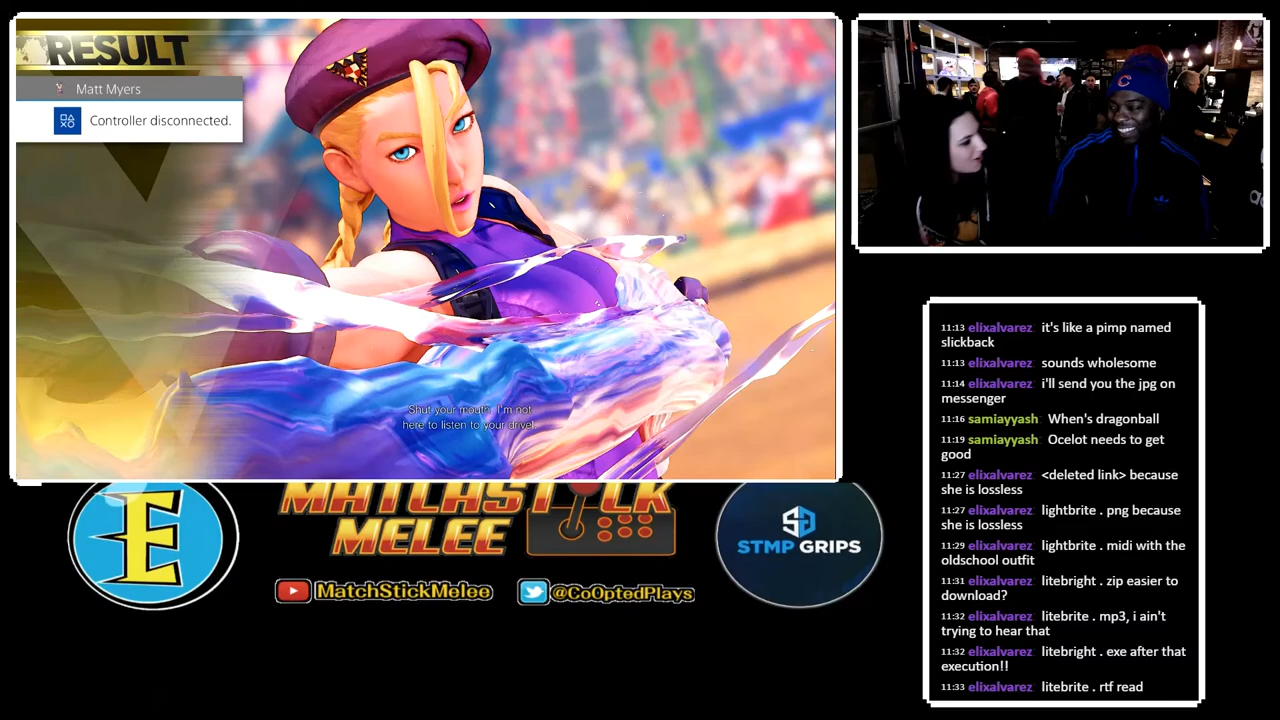 RESULT
Matt Myers
Controller disconnected.
Shut your mouth, I'm not
here to listen to your drivel.
E
MATCHSTICK
MELEE
MatchStickMelee
@CoOptedPlays
SG
STMP GRIPS
C
11:13 elixalvarez it's like a pimp named
slickback
11:13 elixalvarez sounds wholesome
11:14 elixalvarez i'll send you the jpg on
messenger
11:16 samiayyash When's dragonball
11:19 samiayyash Ocelot needs to get
good
11:27 elixalvarez <deleted link> because
she is lossless
11:27 elixalvarez lightbrite . png because
she is lossless
11:29 elixalvarez lightbrite . midi with the
oldschool outfit
11:31 elixalvarez litebright . zip easier to
download?
11:32 elixalvarez litebrite . mp3, i ain't
trying to hear that
11:32 elixalvarez litebright . exe after that
execution!!
11:33 elixalvarez litebrite . rtf read